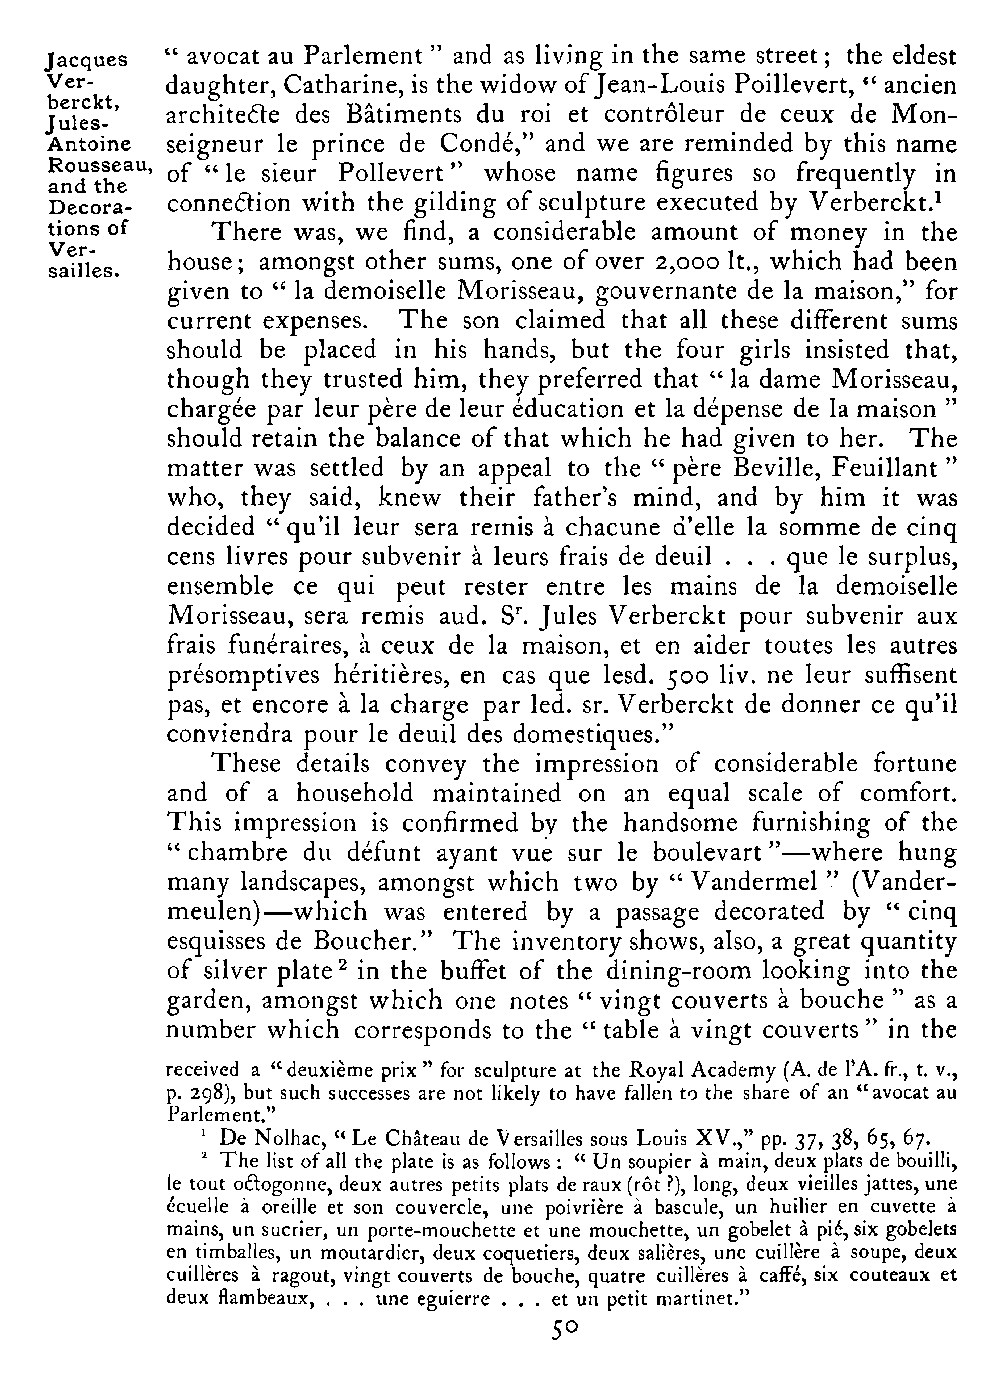 Jacques
Ver-
berckt,
Jules-
Antoine
Rousseau,
and the
Decora-
tions of
Ver-
sailles.
“ avocat au Parlement ” and as living in the same street ; the eldest
daughter, Catharine, is the widow of Jean-Louis Poillevert, “ ancien
architecte des Bâtiments du roi et contrôleur de ceux de Mon-
seigneur le prince de Condé,” and we are reminded by this name
of “ le sieur Pollevert ” whose name figures so frequently in
connection with the gilding of sculpture executed by Verberckt.¹
There was, we find, a considerable amount of money in the
house ; amongst other sums, one of over 2,000 lt., which had been
given to “ la demoiselle Morisseau, gouvernante de la maison,” for
current expenses. The son claimed that all these different sums
should be placed in his hands, but the four girls insisted that,
though they trusted him, they preferred that “ la dame Morisseau,
chargée par leur père de leur éducation et la dépense de la maison ”
should retain the balance of that which he had given to her. The
matter was settled by an appeal to the “ père Beville, Feuillant ”
who, they said, knew their father’s mind, and by him it was
decided “ qu’il leur sera remis à chacune d’elle la somme de cinq
cens livres pour subvenir à leurs frais de deuil . . . que le surplus,
ensemble ce qui peut rester entre les mains de la demoiselle
Morisseau, sera remis aud. Sʳ. Jules Verberckt pour subvenir aux
frais funéraires, à ceux de la maison, et en aider toutes les autres
présomptives héritières, en cas que lesd. 500 liv. ne leur suffisent
pas, et encore à la charge par led. sr. Verberckt de donner ce qu’il
conviendra pour le deuil des domestiques.”
These details convey the impression of considerable fortune
and of a household maintained on an equal scale of comfort.
This impression is confirmed by the handsome furnishing of the
“ chambre du défunt ayant vue sur le boulevart ”—where hung
many landscapes, amongst which two by “ Vandermel ” (Vander-
meulen)—which was entered by a passage decorated by “ cinq
esquisses de Boucher.” The inventory shows, also, a great quantity
of silver plate ² in the buffet of the dining-room looking into the
garden, amongst which one notes “ vingt couverts à bouche ” as a
number which corresponds to the “ table à vingt couverts ” in the
received a “ deuxième prix ” for sculpture at the Royal Academy (A. de l’A. fr., t. v.,
p. 298), but such successes are not likely to have fallen to the share of an “ avocat au
Parlement.”
¹ De Nolhac, “ Le Château de Versailles sous Louis XV.,” pp. 37, 38, 65, 67.
² The list of all the plate is as follows : “ Un soupier à main, deux plats de bouilli,
le tout octogonne, deux autres petits plats de raux (rôt ?), long, deux vieilles jattes, une
écuelle à oreille et son couvercle, une poivrière à bascule, un huilier en cuvette à
mains, un sucrier, un porte-mouchette et une mouchette, un gobelet à pié, six gobelets
en timballes, un moutardier, deux coquetiers, deux salières, une cuillère à soupe, deux
cuillères à ragout, vingt couverts de bouche, quatre cuillères à caffé, six couteaux et
deux flambeaux, . . . une eguierre . . . et un petit martinet.”
50